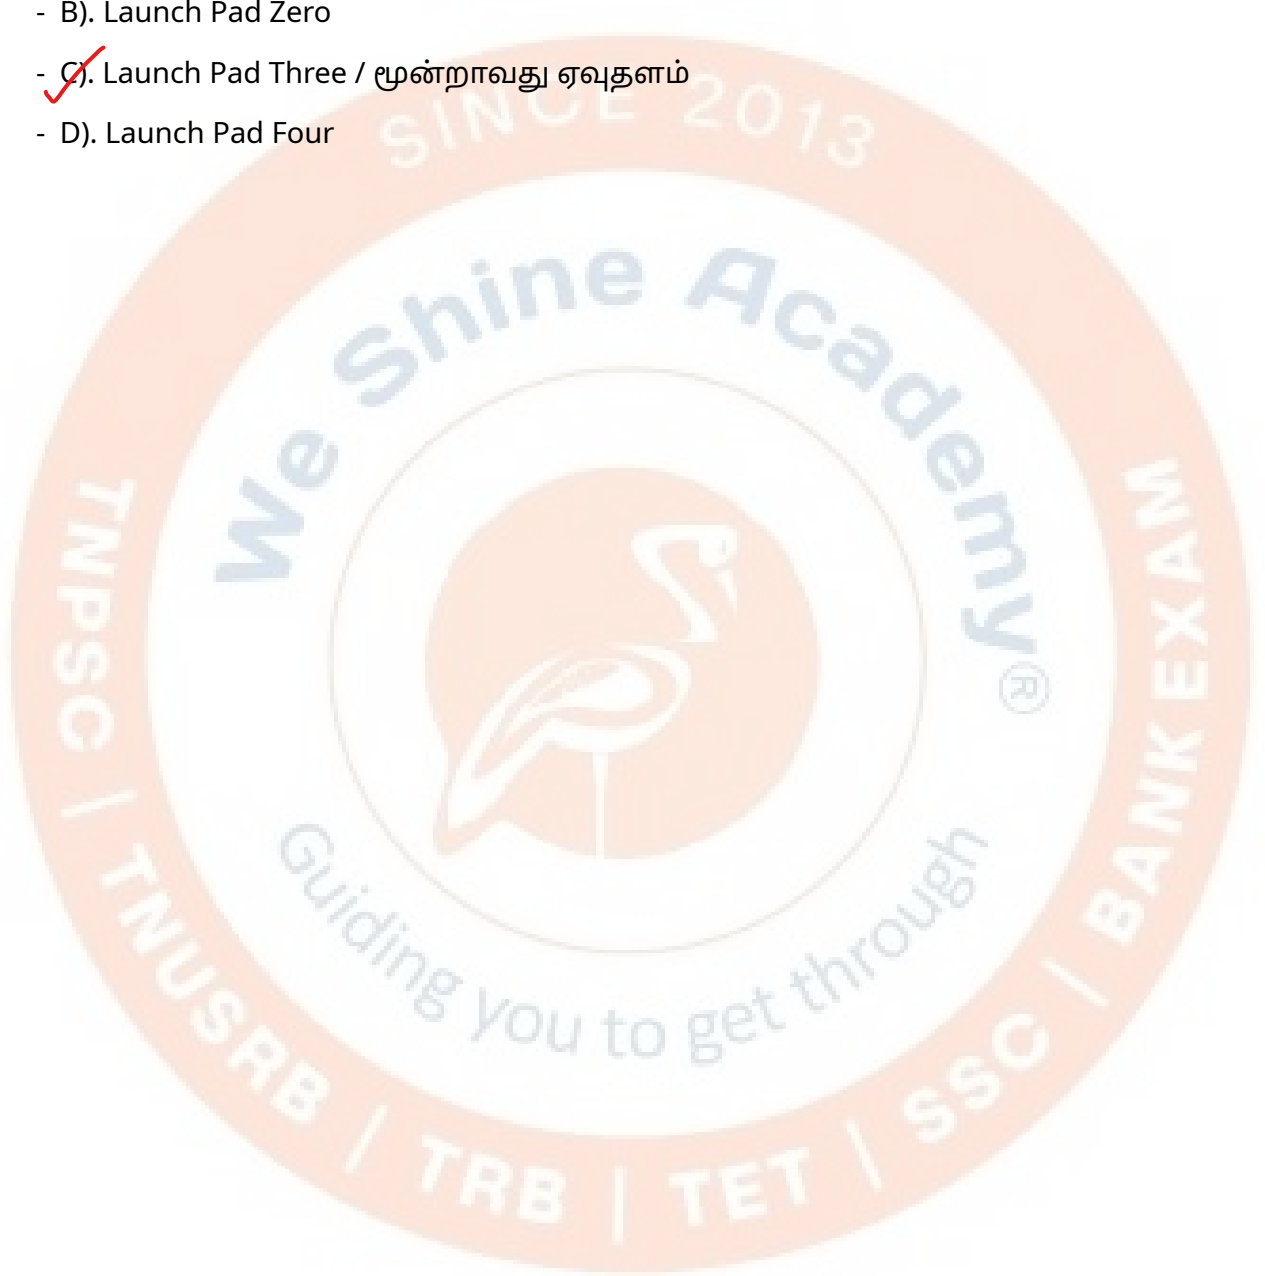 - B). Launch Pad Zero
- C). Launch Pad Three / மூன்றாவது ஏவுதளம்
- D). Launch Pad Four
SINCE 2013
We Shine Academy®
Guiding you to get through
TNPSC | TNUSRB | TRB | TET | SSC | BANK EXAM